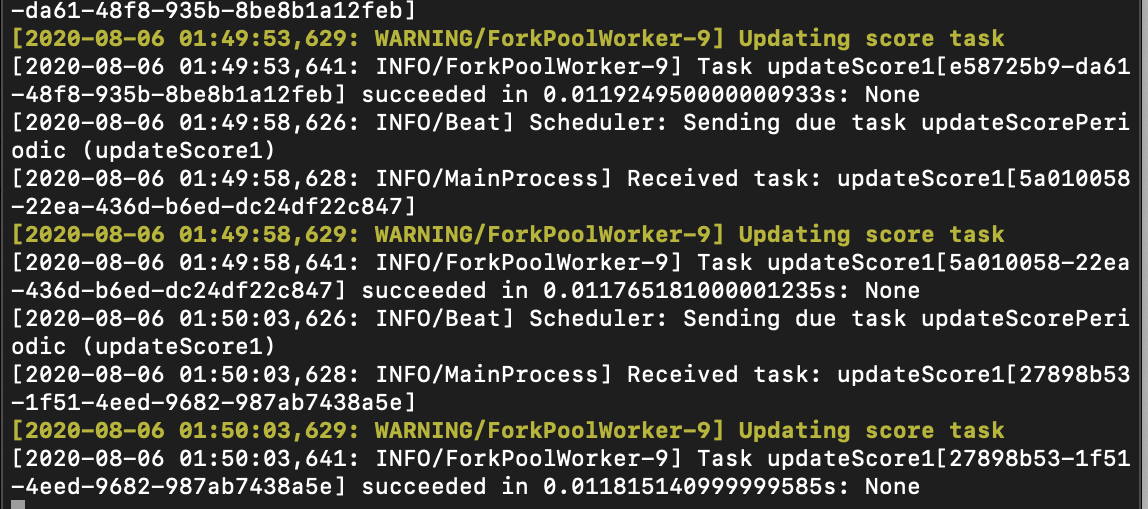 -da61-48f8-935b-8be8b1a12feb]
[2020-08-06 01:49:53,629: WARNING/ForkPoolWorker-9] Updating score task
[2020-08-06 01:49:53,641: INFO/ForkPoolWorker-9] Task updateScore1[e58725b9-da61
-48f8-935b-8be8b1a12feb] succeeded in 0.011924950000000933s: None
[2020-08-06 01:49:58,626: INFO/Beat] Scheduler: Sending due task updateScorePeri
odic (updateScore1)
[2020-08-06 01:49:58,628: INFO/MainProcess] Received task: updateScore1[5a010058
-22ea-436d-b6ed-dc24df22c847]
[2020-08-06 01:49:58,629: WARNING/ForkPoolWorker-9] Updating score task
[2020-08-06 01:49:58,641: INFO/ForkPoolWorker-9] Task updateScore1[5a010058-22ea
-436d-b6ed-dc24df22c847] succeeded in 0.011765181000001235s: None
[2020-08-06 01:50:03,626: INFO/Beat] Scheduler: Sending due task updateScorePeri
odic (updateScore1)
[2020-08-06 01:50:03,628: INFO/MainProcess] Received task: updateScore1[27898b53
-1f51-4eed-9682-987ab7438a5e]
[2020-08-06 01:50:03,629: WARNING/ForkPoolWorker-9] Updating score task
[2020-08-06 01:50:03,641: INFO/ForkPoolWorker-9] Task updateScore1[27898b53-1f51
-4eed-9682-987ab7438a5e] succeeded in 0.011815140999999585s: None